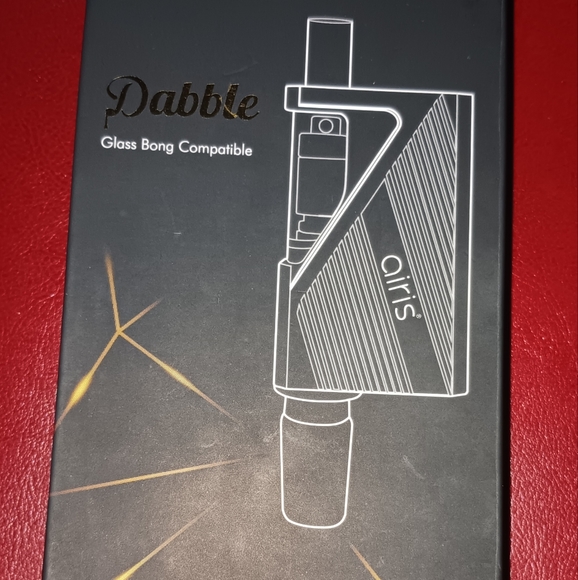 Dabble
Glass Bong Compatible
airis®